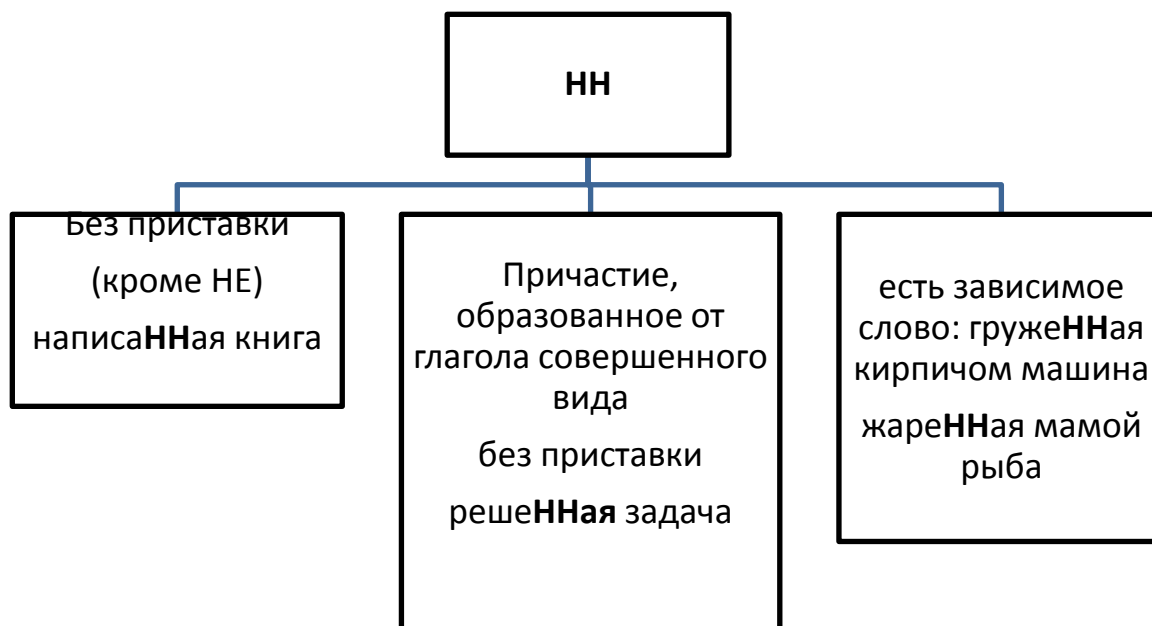 НН
Без приставки
(кроме НЕ)
написаННая книга
Причастие,
образованное от
глагола совершенного
вида
без приставки
решеННая задача
есть зависимое
слово: гружеННая
кирпичом машина
жареННая мамой
рыба